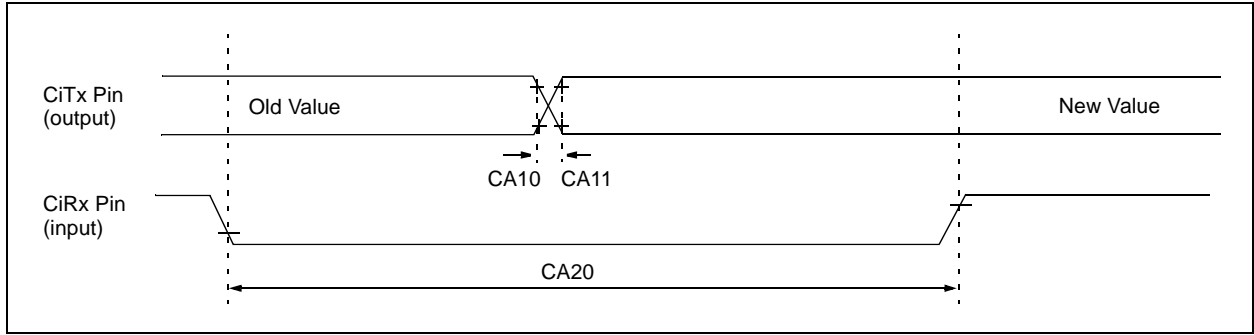 CiTx Pin
(output)
Old Value
New Value
CA10 CA11
CiRx Pin
(input)
CA20